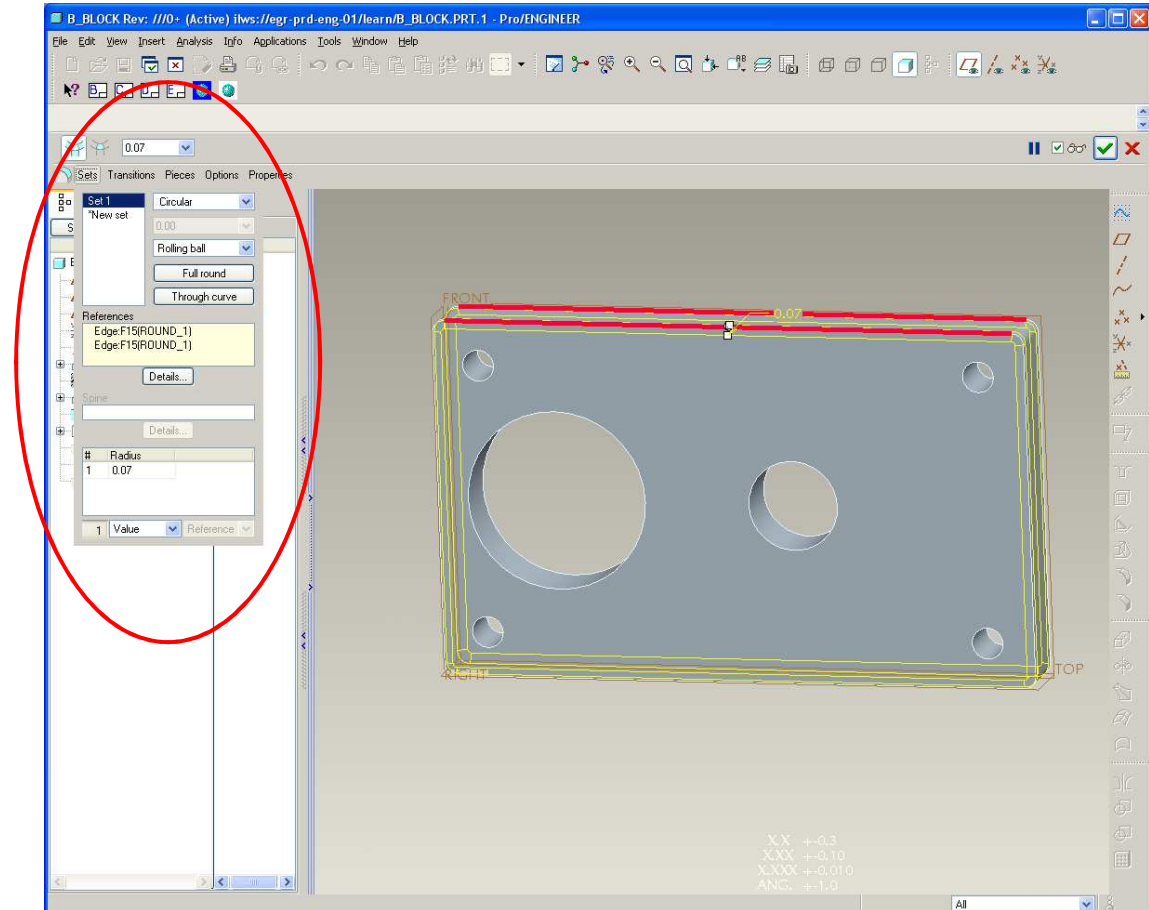 B_BLOCK Rev: ///0+ (Active) ilws://egr-prd-eng-01/learn/B_BLOCK.PRT.1 - Pro/ENGINEER
File Edit View Insert Analysis Info Applications Tools Window Help
0.07
Sets Transitions Pieces Options Properties
Set 1 Circular
*New set 0.00
Rolling ball
Full round
Through curve
References
Edge:F15(ROUND_1)
Edge:F15(ROUND_1)
Details...
Spine
Details...
# Radius
1 0.07
1 Value Reference
FRONT
0.07
RIGHT
TOP
X.X +-0.3
X.XX +-0.10
X.XXX +-0.010
ANG. +-1.0
All